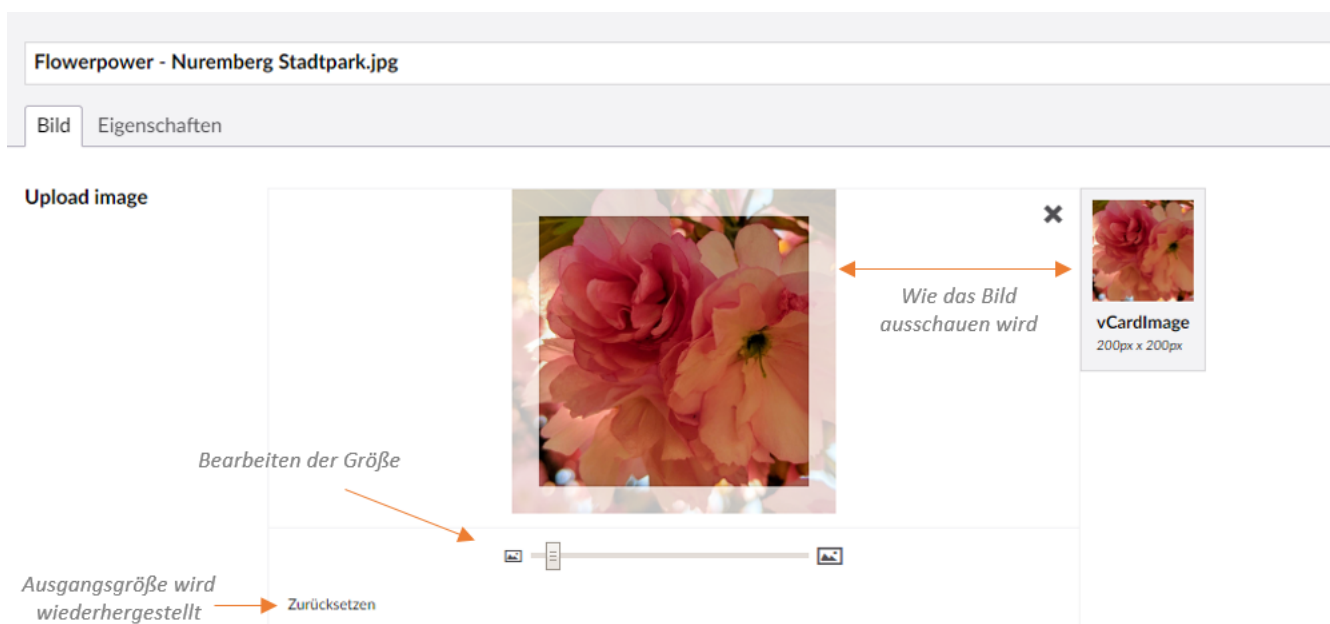 Flowerpower - Nuremberg Stadtpark.jpg
Bild Eigenschaften
Upload image
Wie das Bild
ausschauen wird
vCardImage
200px x 200px
Bearbeiten der Größe
Ausgangsgröße wird
wiederhergestellt
Zurücksetzen